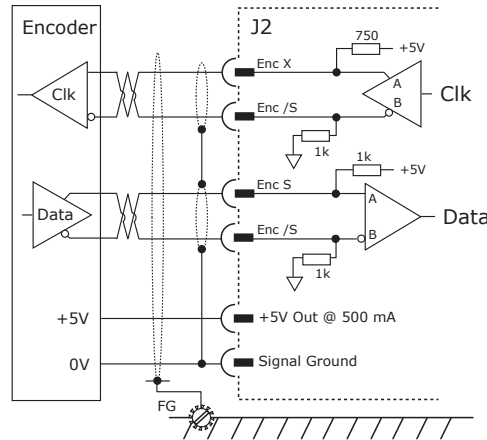 Encoder
J2
750
+5V
Enc X
A
Clk
B
Clk
Enc /S
1k
1k
+5V
Enc S
A
Data
Data
Enc /S
B
1k
+5V
+5V Out @ 500 mA
0V
Signal Ground
FG